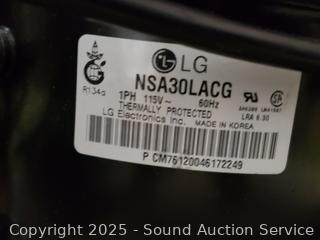 LG
NSA30LACG
R134a
1PH 115V~ 60Hz
THERMALLY PROTECTED
LRA 6.30
LG Electronics Inc. MADE IN KOREA
P CM76120046172249
Copyright 2025 - Sound Auction Service